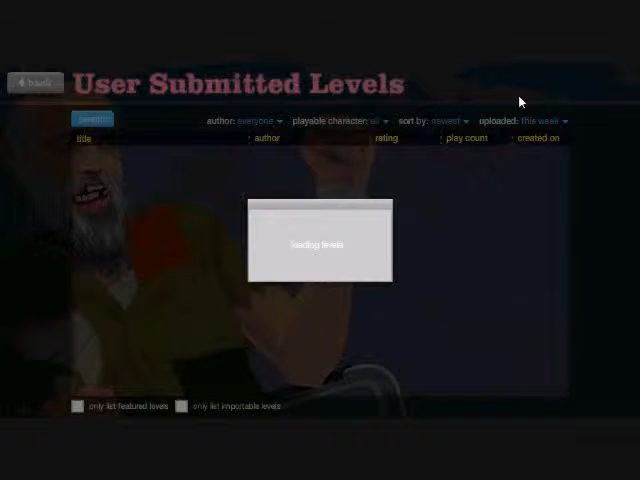 back
User Submitted Levels
author: everyone playable character: all sort by: newest uploaded: this week
title author rating play count created on
loading levels
only list featured levels only list importable levels